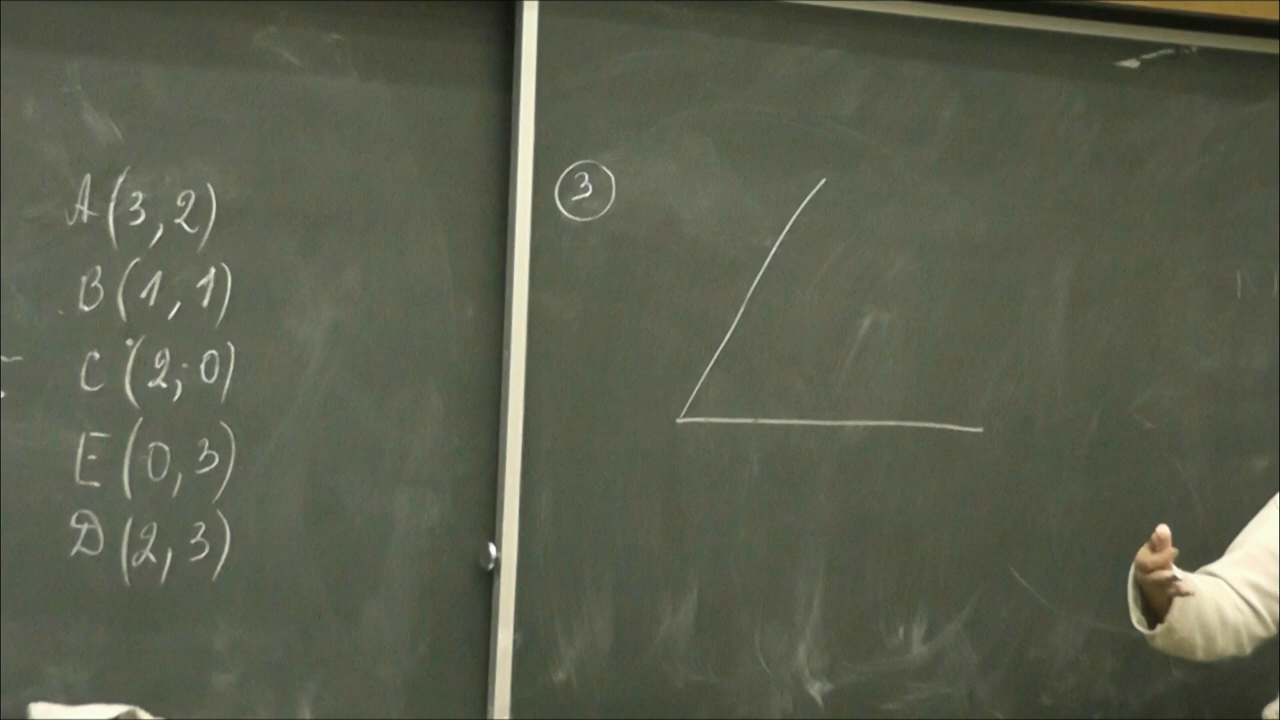 A(3,2)
B(1,1)
C(2;0)
E(0,3)
D(2,3)
3